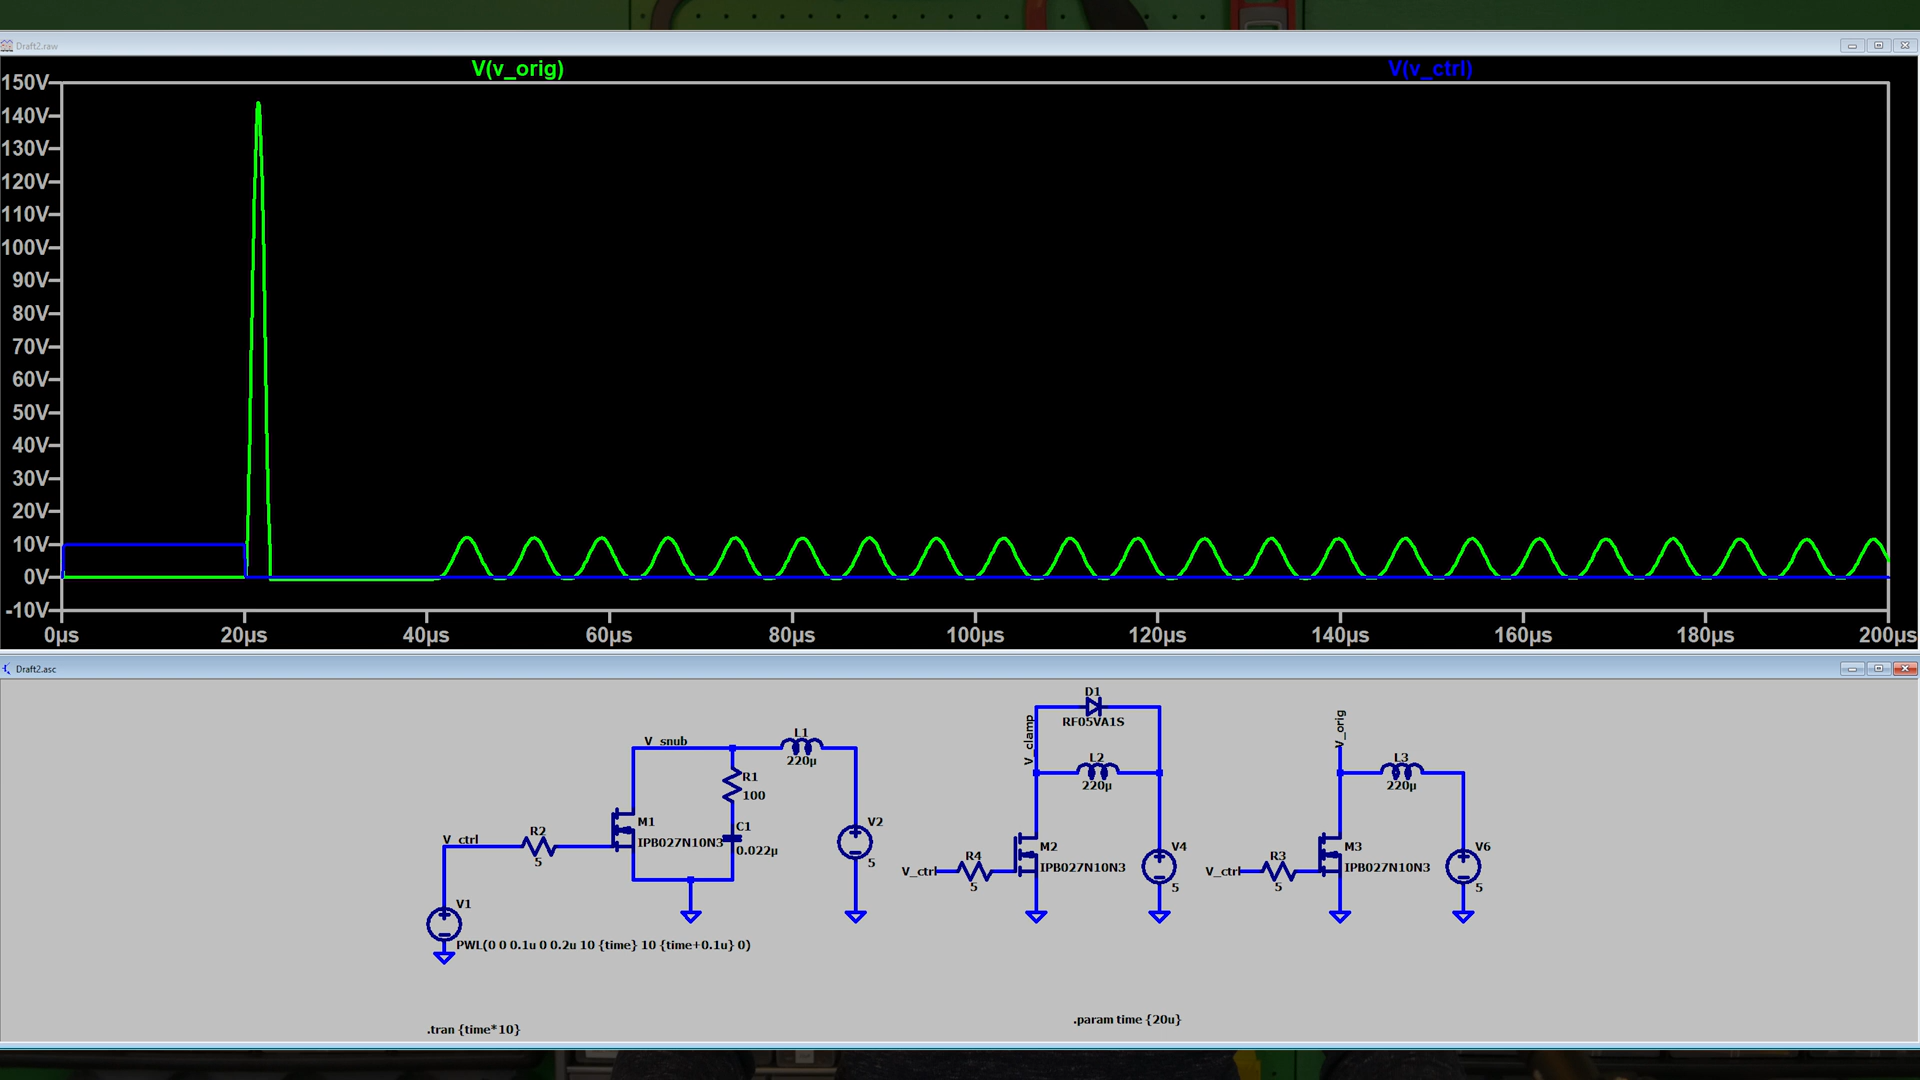 Draft2.raw
V(v_orig)
V(v_ctrl)
150V
140V
130V
120V
110V
100V
90V
80V
70V
60V
50V
40V
30V
20V
10V
0V
-10V
0µs 20µs 40µs 60µs 80µs 100µs 120µs 140µs 160µs 180µs 200µs
Draft2.asc
V_snub
L1
220µ
R1
100
C1
0.022µ
M1
IPB027N10N3
V_ctrl
R2
5
V1
PWL(0 0 0.1u 0 0.2u 10 {time} 10 {time+0.1u} 0)
V2
5
.tran {time*10}
D1
RF05VA1S
V_clamp
L2
220µ
M2
IPB027N10N3
V_ctrl
R4
5
V4
5
V_orig
L3
220µ
M3
IPB027N10N3
V_ctrl
R3
5
V6
5
.param time {20u}